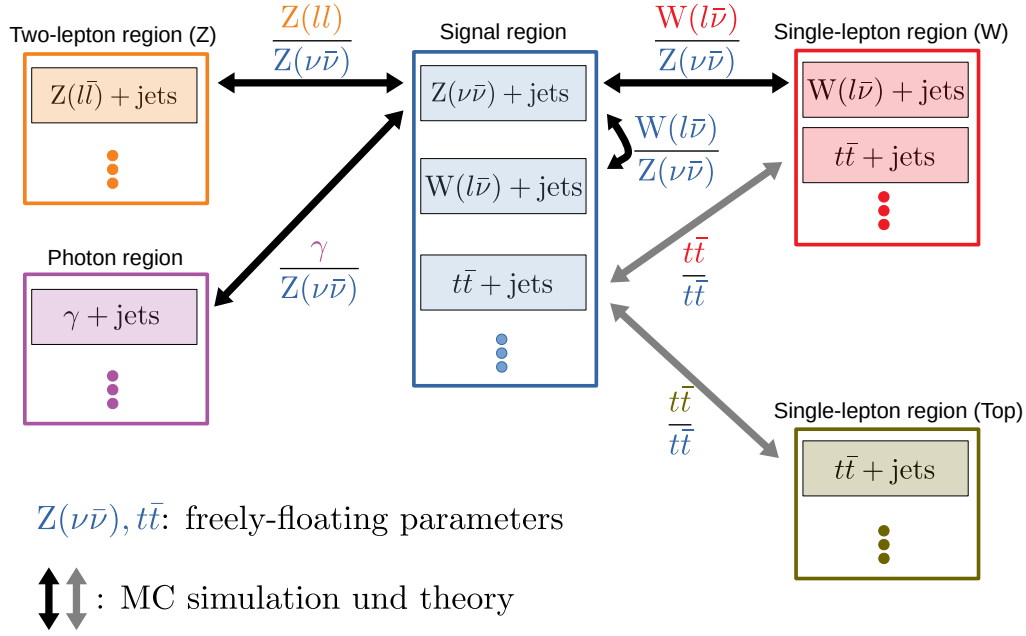 Two-lepton region (Z)
Z(ll)
Z(νν̄)
Signal region
W(lν̄)
Z(νν̄)
Single-lepton region (W)
Z(ll̄) + jets
Z(νν̄) + jets
W(lν̄) + jets
W(lν̄)
Z(νν̄)
tt̄ + jets
W(lν̄) + jets
Photon region
γ
Z(νν̄)
tt̄
tt̄
γ + jets
tt̄ + jets
tt̄
tt̄
Single-lepton region (Top)
tt̄ + jets
Z(νν̄), tt̄: freely-floating parameters
: MC simulation und theory